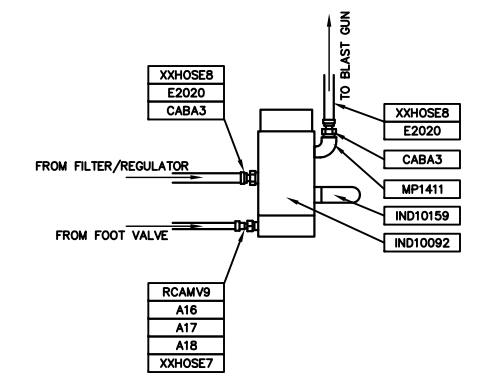 TO BLAST GUN
XXHOSE8
E2020
CABA3
XXHOSE8
E2020
CABA3
FROM FILTER/REGULATOR
MP1411
IND10159
FROM FOOT VALVE
IND10092
RCAMV9
A16
A17
A18
XXHOSE7